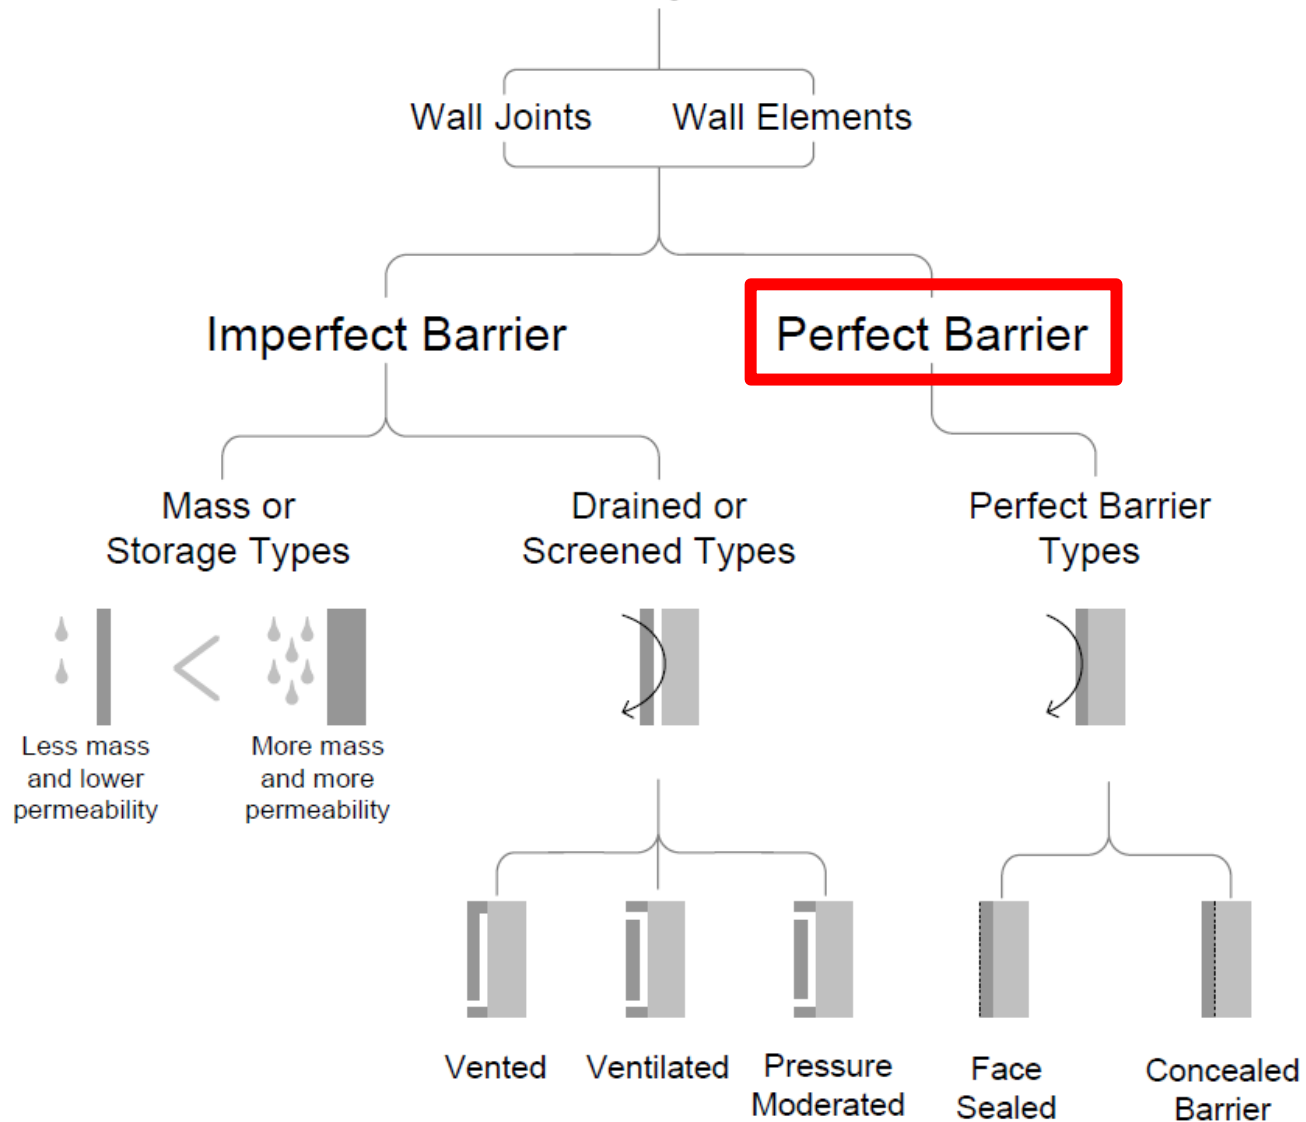 Wall Joints
Wall Elements
Imperfect Barrier
Perfect Barrier
Mass or
Storage Types
Drained or
Screened Types
Perfect Barrier
Types
Less mass
and lower
permeability
More mass
and more
permeability
Vented
Ventilated
Pressure
Moderated
Face
Sealed
Concealed
Barrier